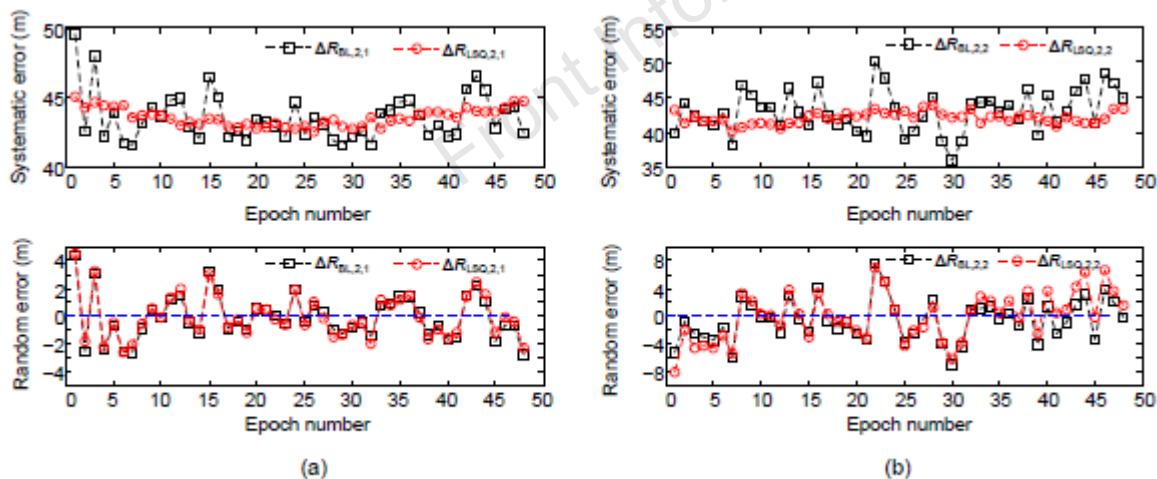 Front Infor
Systematic error (m)
50
45
40
ΔR_BL,2,1 ΔR_LSQ,2,1
0 5 10 15 20 25 30 35 40 45 50
Epoch number
Random error (m)
4
2
0
−2
−4
ΔR_BL,2,1 ΔR_LSQ,2,1
0 5 10 15 20 25 30 35 40 45 50
Epoch number
(a)
Systematic error (m)
55
50
45
40
35
ΔR_BL,2,2 ΔR_LSQ,2,2
0 5 10 15 20 25 30 35 40 45 50
Epoch number
Random error (m)
8
4
0
−4
−8
ΔR_BL,2,2 ΔR_LSQ,2,2
0 5 10 15 20 25 30 35 40 45 50
Epoch number
(b)